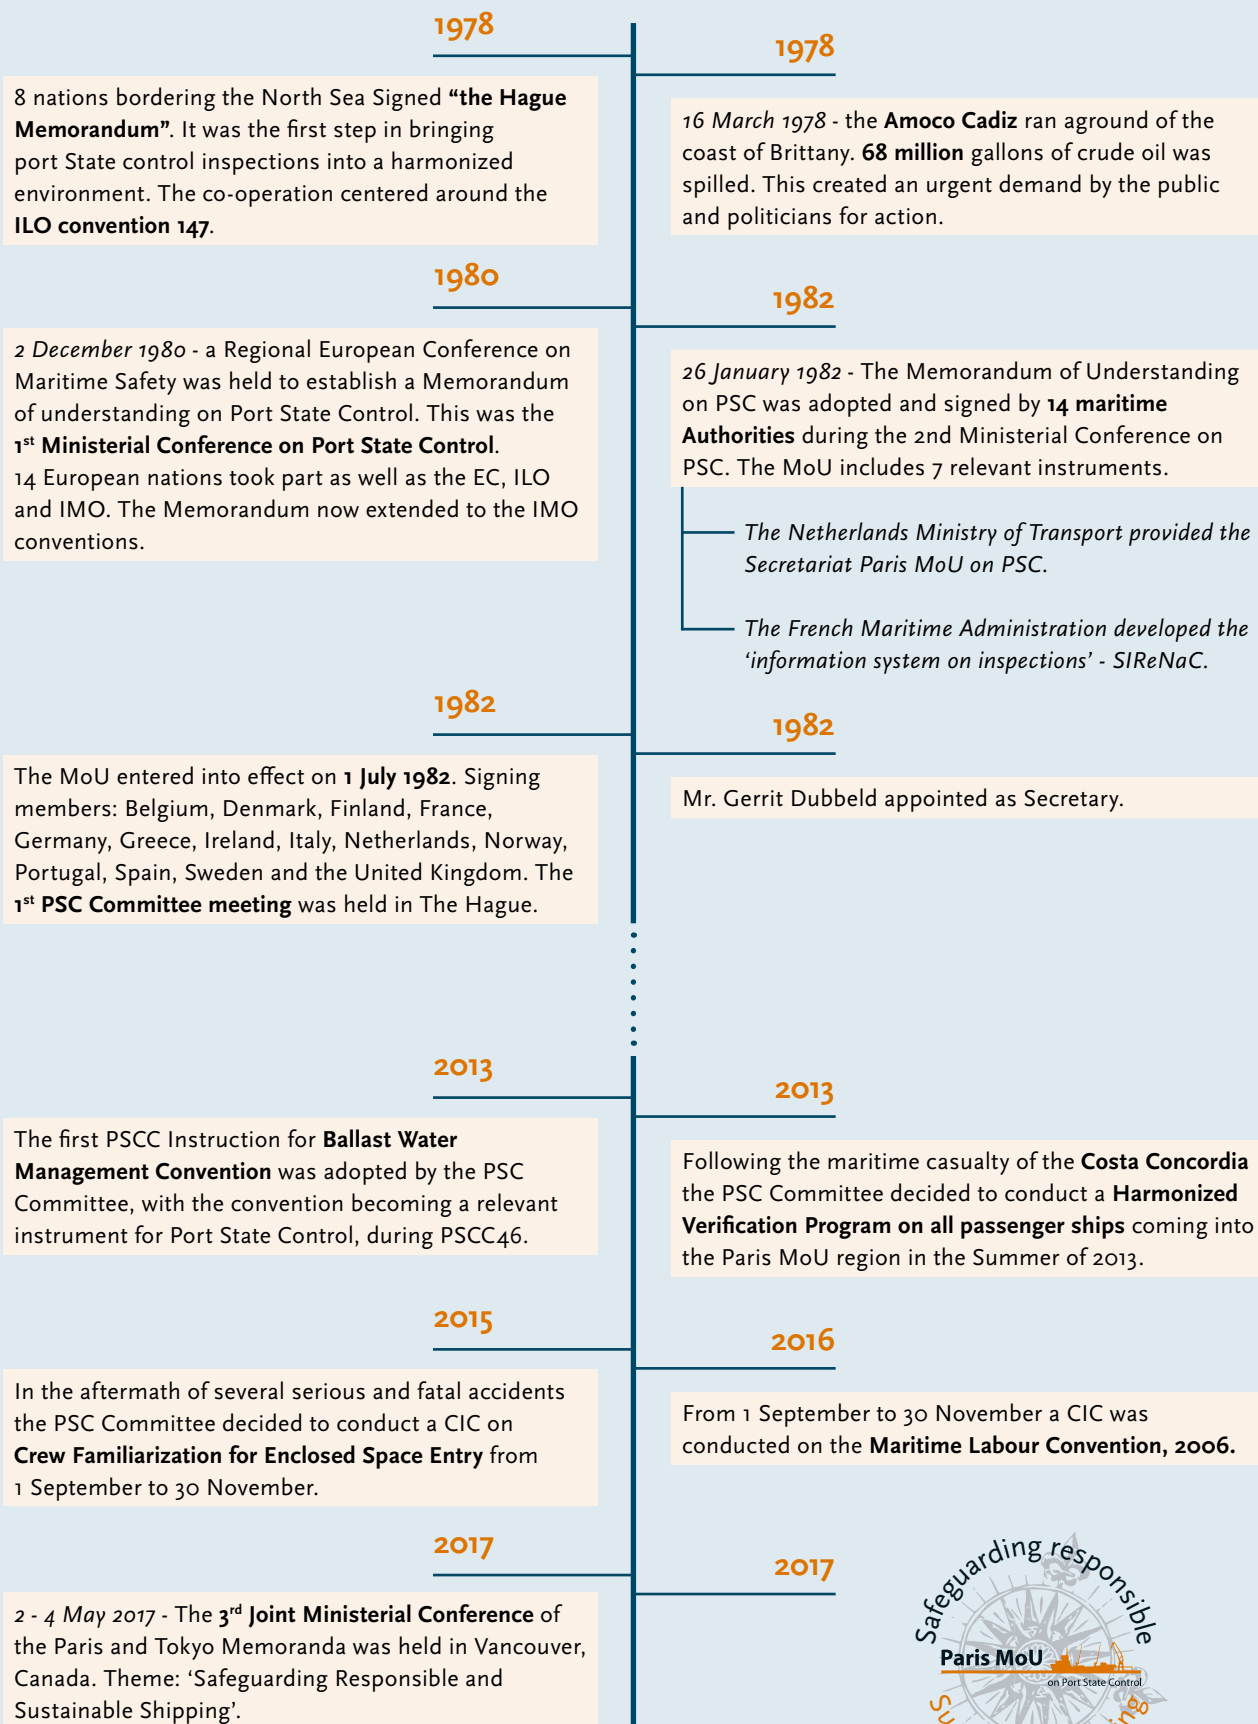 1978
8 nations bordering the North Sea Signed “the Hague
Memorandum”. It was the first step in bringing
port State control inspections into a harmonized
environment. The co-operation centered around the
ILO convention 147.
1978
16 March 1978 - the Amoco Cadiz ran aground of the
coast of Brittany. 68 million gallons of crude oil was
spilled. This created an urgent demand by the public
and politicians for action.
1980
2 December 1980 - a Regional European Conference on
Maritime Safety was held to establish a Memorandum
of understanding on Port State Control. This was the
1st Ministerial Conference on Port State Control.
14 European nations took part as well as the EC, ILO
and IMO. The Memorandum now extended to the IMO
conventions.
1982
26 January 1982 - The Memorandum of Understanding
on PSC was adopted and signed by 14 maritime
Authorities during the 2nd Ministerial Conference on
PSC. The MoU includes 7 relevant instruments.
The Netherlands Ministry of Transport provided the
Secretariat Paris MoU on PSC.
The French Maritime Administration developed the
‘information system on inspections’ - SIReNaC.
1982
The MoU entered into effect on 1 July 1982. Signing
members: Belgium, Denmark, Finland, France,
Germany, Greece, Ireland, Italy, Netherlands, Norway,
Portugal, Spain, Sweden and the United Kingdom. The
1st PSC Committee meeting was held in The Hague.
1982
Mr. Gerrit Dubbeld appointed as Secretary.
2013
The first PSCC Instruction for Ballast Water
Management Convention was adopted by the PSC
Committee, with the convention becoming a relevant
instrument for Port State Control, during PSCC46.
2013
Following the maritime casualty of the Costa Concordia
the PSC Committee decided to conduct a Harmonized
Verification Program on all passenger ships coming into
the Paris MoU region in the Summer of 2013.
2015
In the aftermath of several serious and fatal accidents
the PSC Committee decided to conduct a CIC on
Crew Familiarization for Enclosed Space Entry from
1 September to 30 November.
2016
From 1 September to 30 November a CIC was
conducted on the Maritime Labour Convention, 2006.
2017
2 - 4 May 2017 - The 3rd Joint Ministerial Conference of
the Paris and Tokyo Memoranda was held in Vancouver,
Canada. Theme: ‘Safeguarding Responsible and
Sustainable Shipping’.
2017
Safeguarding responsible
Paris MoU
on Port State Control